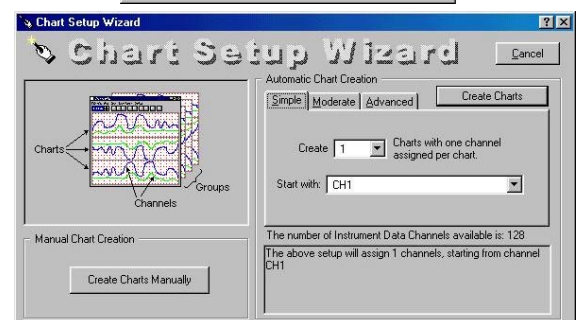 Chart Setup Wizard
Chart Setup Wizard
Cancel
Charts
Groups
Channels
Automatic Chart Creation
Simple
Moderate
Advanced
Create Charts
Create
1
Charts with one channel
assigned per chart.
Start with:
CH1
Manual Chart Creation
Create Charts Manually
The number of Instrument Data Channels available is: 128
The above setup will assign 1 channels, starting from channel
CH1